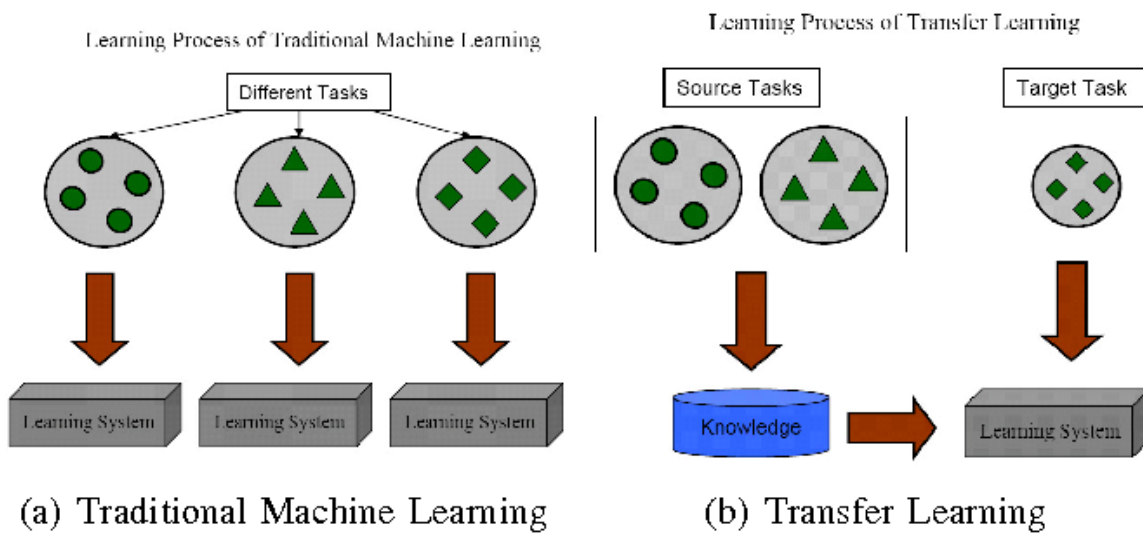 Learning Process of Traditional Machine Learning
Different Tasks
Learning System
Learning System
Learning System
(a) Traditional Machine Learning
Learning Process of Transfer Learning
Source Tasks
Target Task
Knowledge
Learning System
(b) Transfer Learning